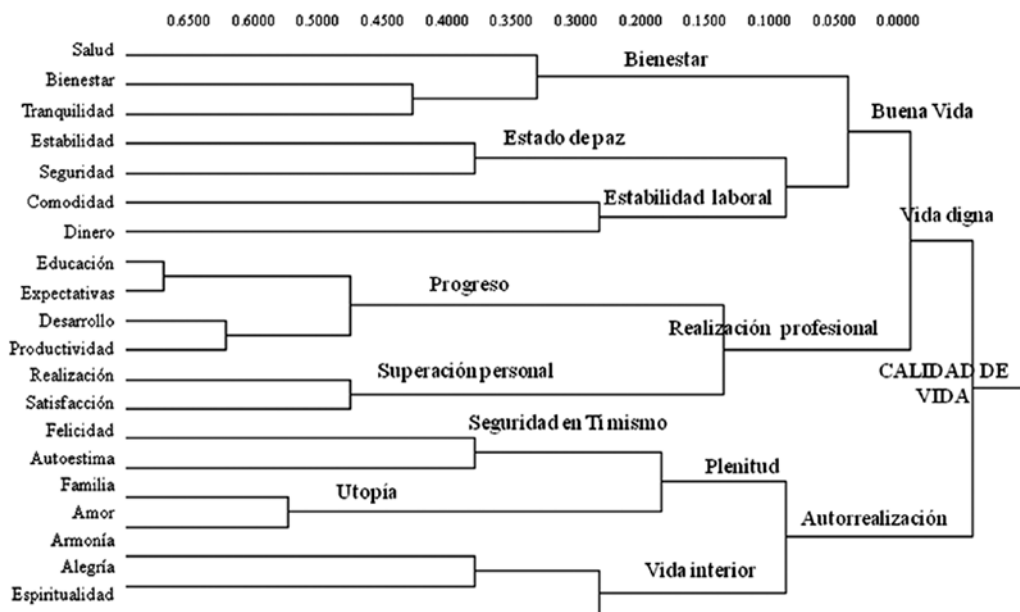 0.6500 0.6000 0.5000 0.4500 0.4000 0.3500 0.3000 0.2000 0.1500 0.1000 0.0500 0.0000
Salud
Bienestar
Bienestar
Tranquilidad
Buena Vida
Estabilidad
Estado de paz
Seguridad
Comodidad
Estabilidad laboral
Dinero
Vida digna
Educación
Expectativas
Progreso
Desarrollo
Realización profesional
Productividad
Realización
Superación personal
CALIDAD DE
VIDA
Satisfacción
Seguridad en Ti mismo
Felicidad
Autoestima
Plenitud
Familia
Utopía
Amor
Autorrealización
Armonía
Alegría
Vida interior
Espiritualidad